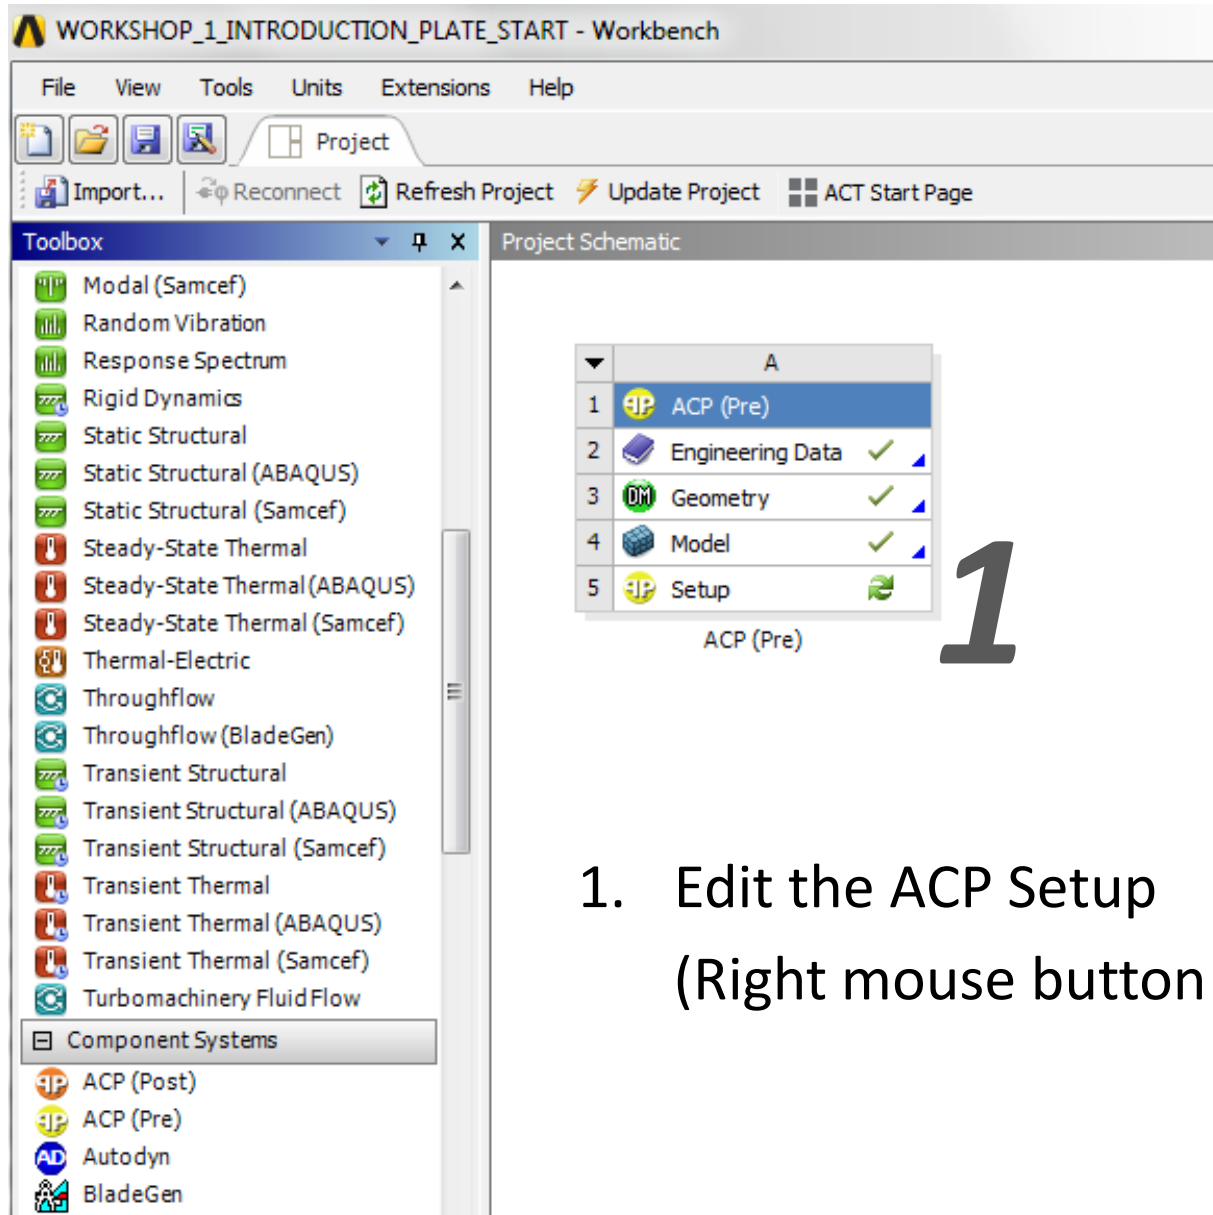 WORKSHOP_1_INTRODUCTION_PLATE_START - Workbench
File View Tools Units Extensions Help
Project
Import... Reconnect Refresh Project Update Project ACT Start Page
Toolbox
Modal (Samcef)
Random Vibration
Response Spectrum
Rigid Dynamics
Static Structural
Static Structural (ABAQUS)
Static Structural (Samcef)
Steady-State Thermal
Steady-State Thermal (ABAQUS)
Steady-State Thermal (Samcef)
Thermal-Electric
Throughflow
Throughflow (BladeGen)
Transient Structural
Transient Structural (ABAQUS)
Transient Structural (Samcef)
Transient Thermal
Transient Thermal (ABAQUS)
Transient Thermal (Samcef)
Turbomachinery Fluid Flow
Component Systems
ACP (Post)
ACP (Pre)
AD Autodyn
BladeGen
Project Schematic
A
1 ACP (Pre)
2 Engineering Data
3 DM Geometry
4 Model
5 Setup
ACP (Pre)
1
1. Edit the ACP Setup
(Right mouse button